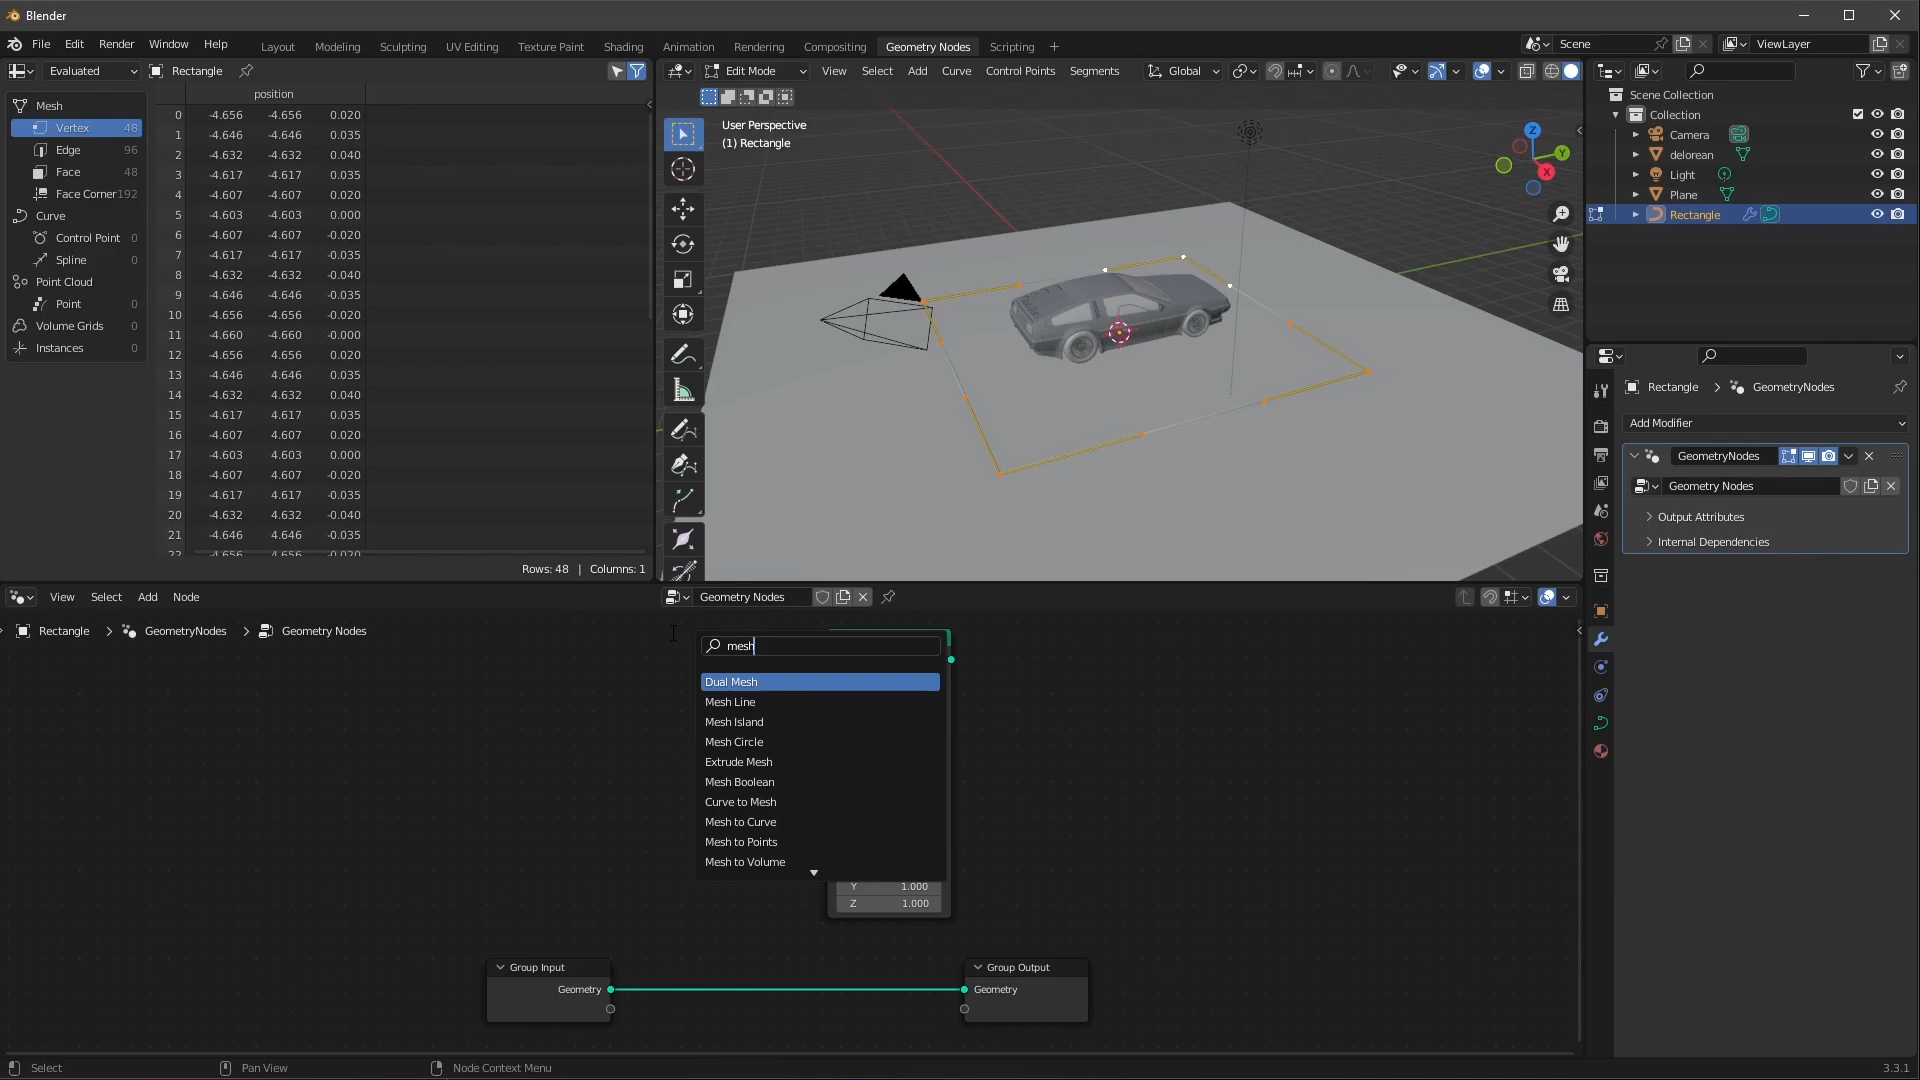 Blender
File Edit Render Window Help
Layout Modeling Sculpting UV Editing Texture Paint Shading Animation Rendering Compositing Geometry Nodes Scripting +
Scene
ViewLayer
Evaluated
Rectangle
Edit Mode
View Select Add Curve Control Points Segments
Global
position
Mesh
Vertex 48
Edge 96
Face 48
Face Corner 192
Curve
Control Point 0
Spline 0
Point Cloud
Point 0
Volume Grids 0
Instances 0
0 -4.656 -4.656 0.020
1 -4.646 -4.646 0.035
2 -4.632 -4.632 0.040
3 -4.617 -4.617 0.035
4 -4.607 -4.607 0.020
5 -4.603 -4.603 0.000
6 -4.607 -4.607 -0.020
7 -4.617 -4.617 -0.035
8 -4.632 -4.632 -0.040
9 -4.646 -4.646 -0.035
10 -4.656 -4.656 -0.020
11 -4.660 -4.660 -0.000
12 -4.656 4.656 0.020
13 -4.646 4.646 0.035
14 -4.632 4.632 0.040
15 -4.617 4.617 0.035
16 -4.607 4.607 0.020
17 -4.603 4.603 0.000
18 -4.607 4.607 -0.020
19 -4.617 4.617 -0.035
20 -4.632 4.632 -0.040
21 -4.646 4.646 -0.035
22 -4.656 4.656 -0.020
Rows: 48 | Columns: 1
User Perspective
(1) Rectangle
Z
Y
X
Scene Collection
Collection
Camera
delorean
Light
Plane
Rectangle
Rectangle > GeometryNodes
Add Modifier
GeometryNodes
Geometry Nodes
Output Attributes
Internal Dependencies
View Select Add Node
Geometry Nodes
Rectangle > GeometryNodes > Geometry Nodes
mesh
Dual Mesh
Mesh Line
Mesh Island
Mesh Circle
Extrude Mesh
Mesh Boolean
Curve to Mesh
Mesh to Curve
Mesh to Points
Mesh to Volume
Y 1.000
Z 1.000
Group Input
Geometry
Group Output
Geometry
Select
Pan View
Node Context Menu
3.3.1